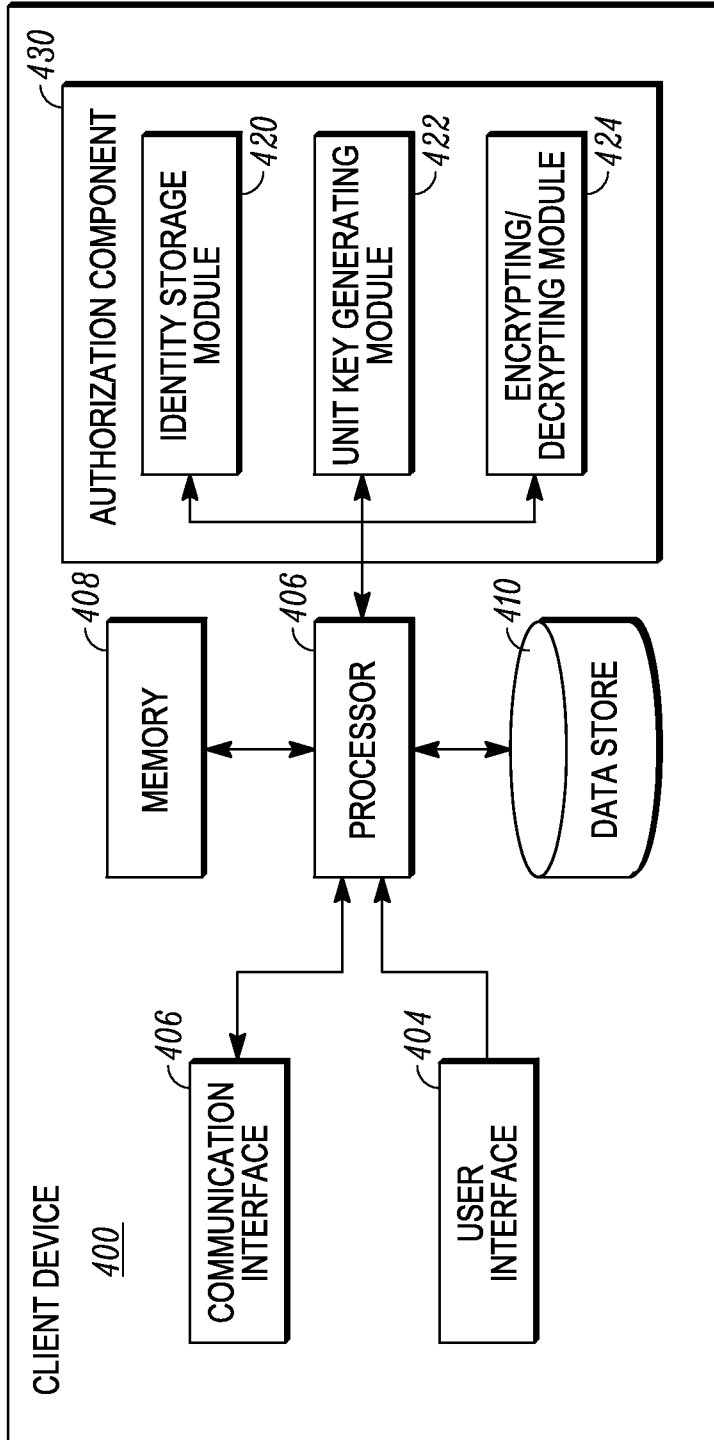 CLIENT DEVICE
400
406
COMMUNICATION
INTERFACE
404
USER
INTERFACE
408
MEMORY
406
PROCESSOR
410
DATA STORE
430
AUTHORIZATION COMPONENT
IDENTITY STORAGE
MODULE
420
UNIT KEY GENERATING
MODULE
422
ENCRYPTING/
DECRYPTING MODULE
424